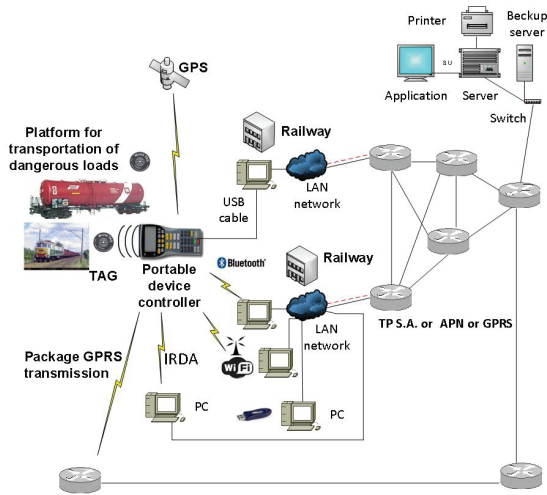 Printer
Beckup
server
GPS
Application
Server
Switch
Railway
Platform for
transportation of
dangerous loads
LAN
network
USB
cable
TAG
Portable
device
controller
Bluetooth
Railway
LAN
network
TP S.A. or APN or GPRS
Package GPRS
transmission
IRDA
WiFi
PC
PC